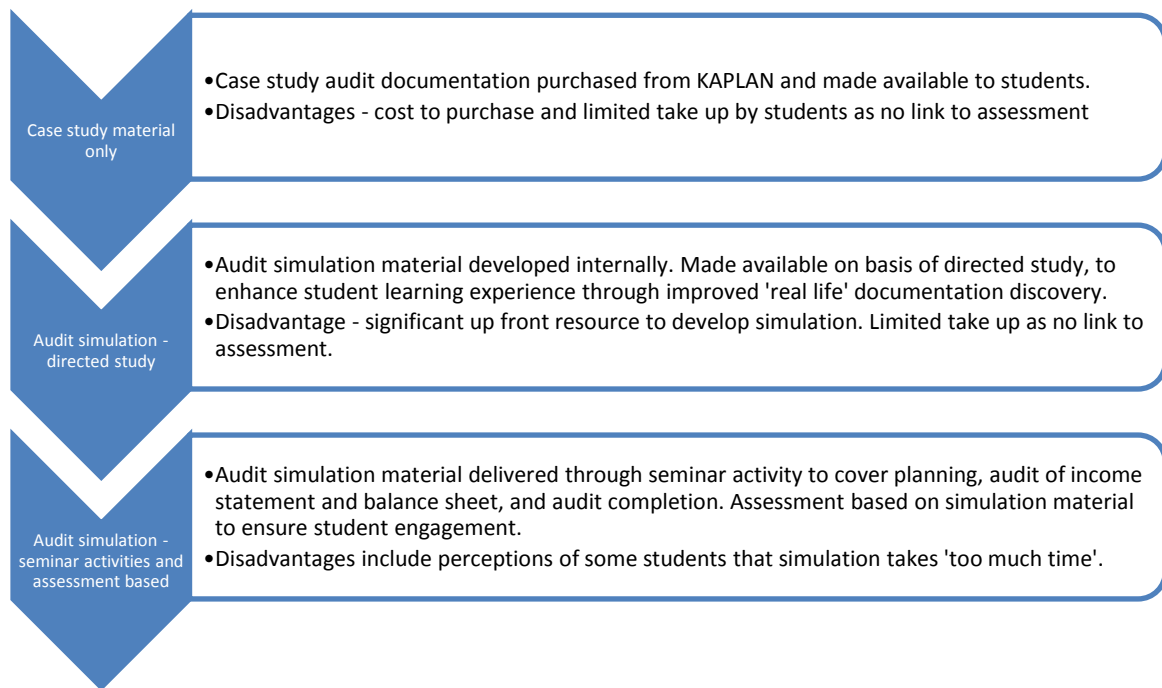 Case study material
only
•Case study audit documentation purchased from KAPLAN and made available to students.
•Disadvantages - cost to purchase and limited take up by students as no link to assessment
Audit simulation -
directed study
•Audit simulation material developed internally. Made available on basis of directed study, to
enhance student learning experience through improved 'real life' documentation discovery.
•Disadvantage - significant up front resource to develop simulation. Limited take up as no link to
assessment.
Audit simulation -
seminar activities and
assessment based
•Audit simulation material delivered through seminar activity to cover planning, audit of income
statement and balance sheet, and audit completion. Assessment based on simulation material
to ensure student engagement.
•Disadvantages include perceptions of some students that simulation takes 'too much time'.